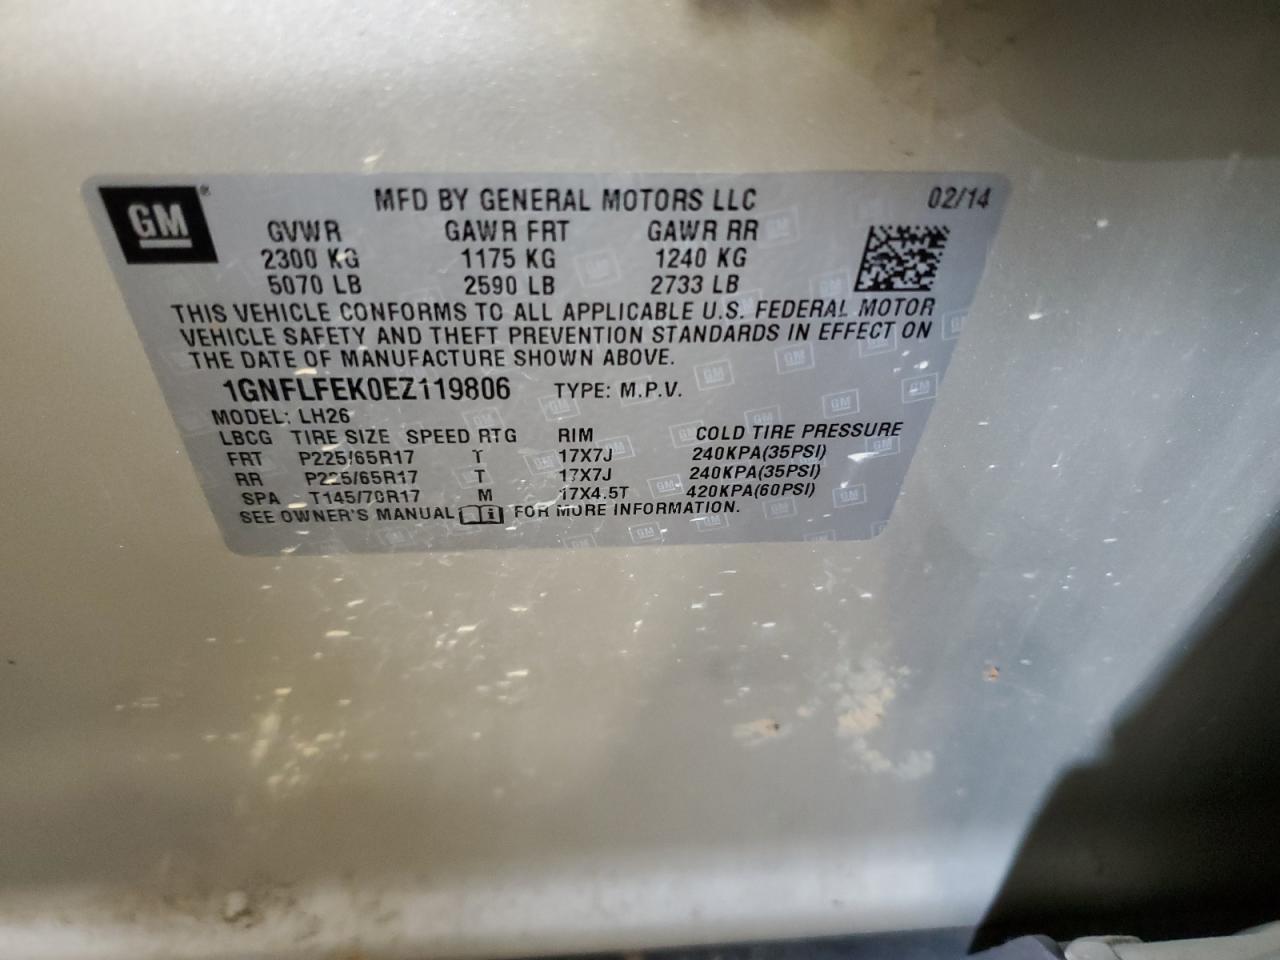 GM ® MFD BY GENERAL MOTORS LLC 02/14
GVWR GAWR FRT GAWR RR
2300 KG 1175 KG 1240 KG
5070 LB 2590 LB 2733 LB
THIS VEHICLE CONFORMS TO ALL APPLICABLE U.S. FEDERAL MOTOR
VEHICLE SAFETY AND THEFT PREVENTION STANDARDS IN EFFECT ON
THE DATE OF MANUFACTURE SHOWN ABOVE.
1GNFLFEK0EZ119806 TYPE: M.P.V.
MODEL: LH26
LBCG TIRE SIZE SPEED RTG RIM COLD TIRE PRESSURE
FRT P225/65R17 T 17X7J 240KPA(35PSI)
RR P225/65R17 T 17X7J 240KPA(35PSI)
SPA T145/70R17 M 17X4.5T 420KPA(60PSI)
SEE OWNER'S MANUAL i FOR MORE INFORMATION.